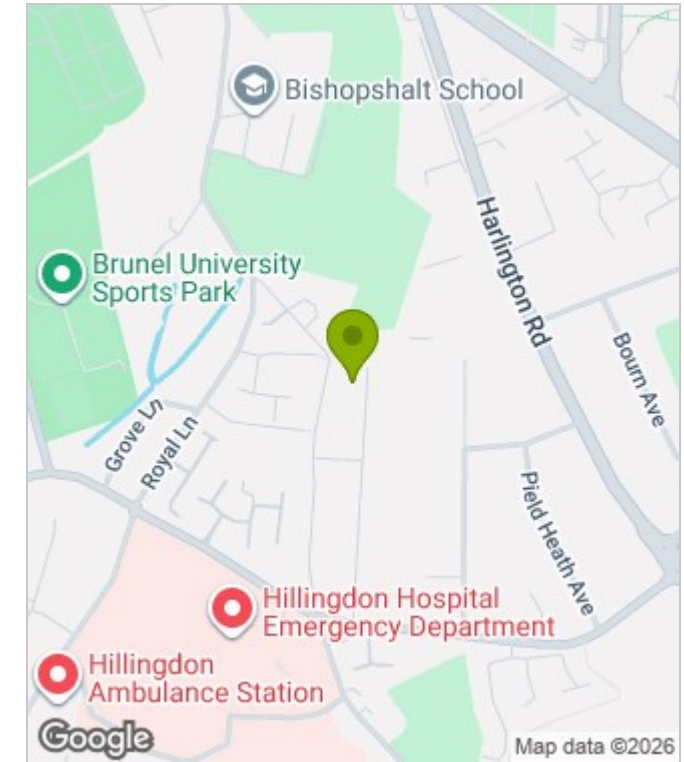 Bishopshalt School
Harlington Rd
Brunel University
Sports Park
Bourn Ave
Grove Ln
Royal Ln
Pield Heath Ave
Hillingdon Hospital
Emergency Department
Hillingdon
Ambulance Station
Google
Map data ©2026